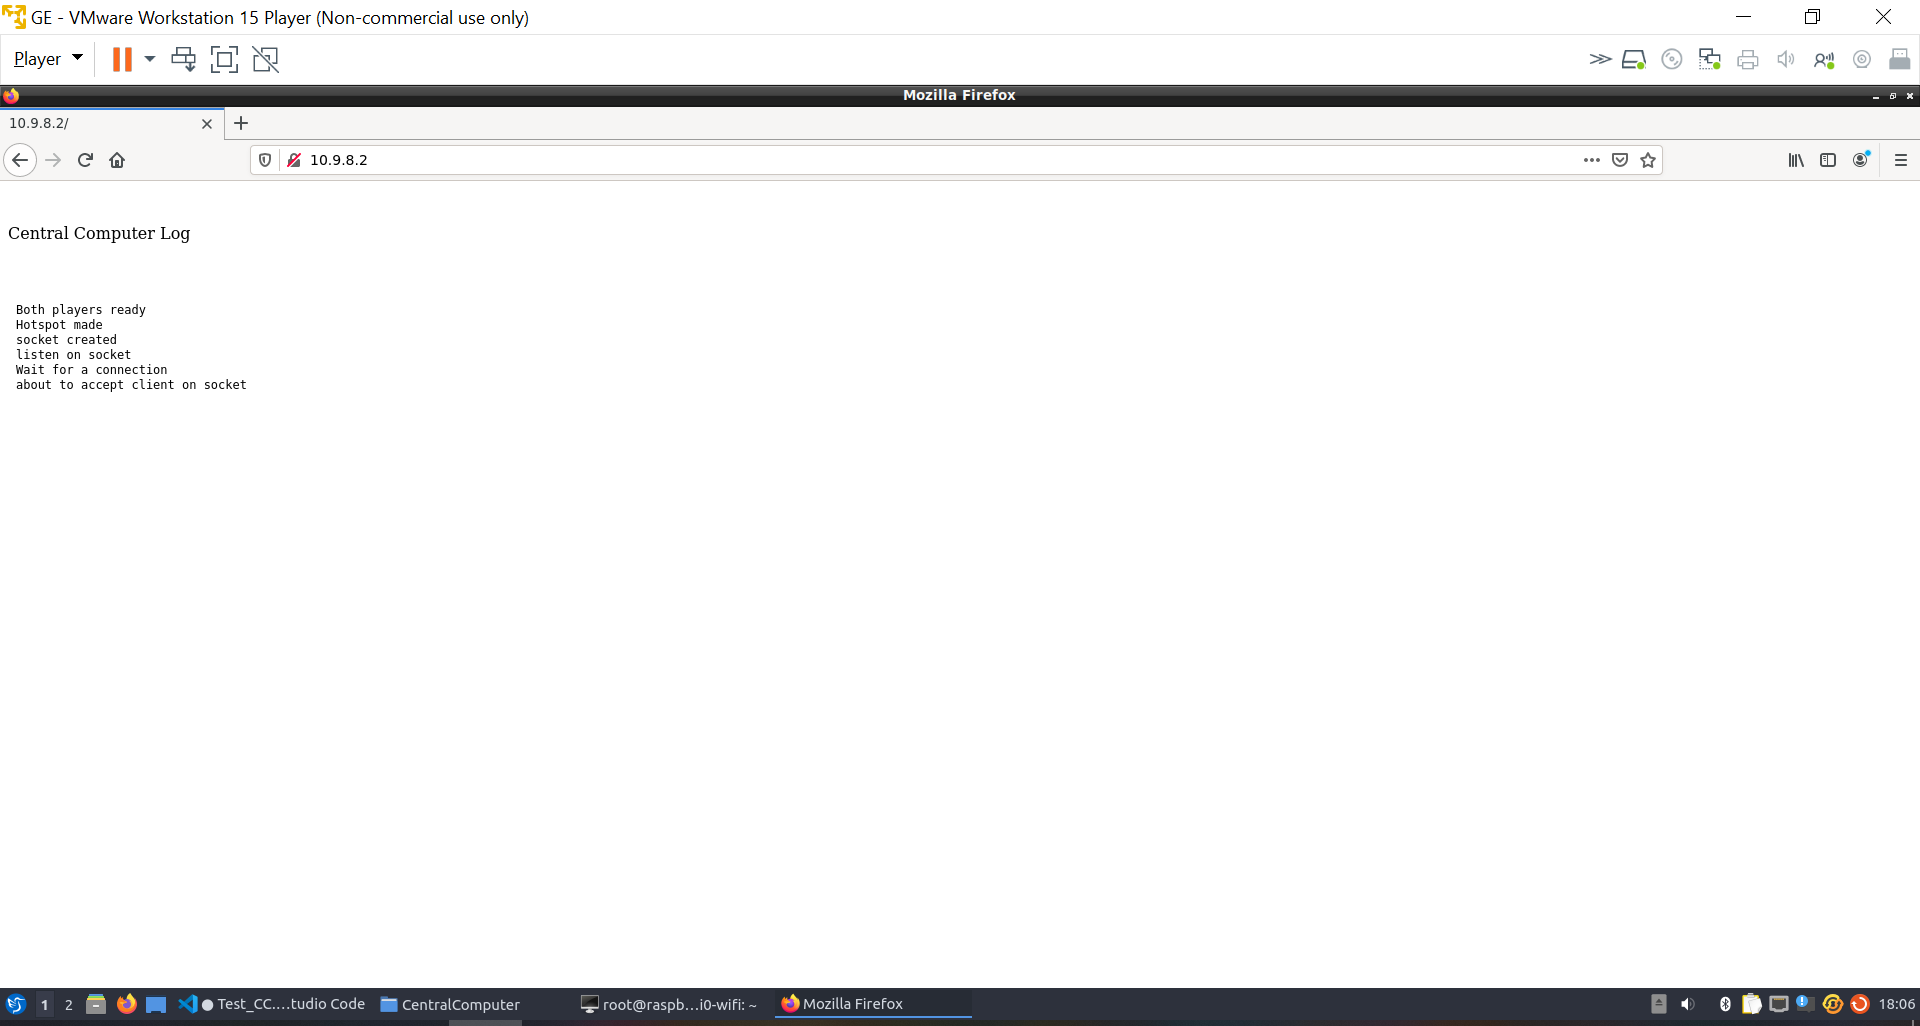 GE - VMware Workstation 15 Player (Non-commercial use only)
Player
Mozilla Firefox
10.9.8.2/
10.9.8.2
Central Computer Log
Both players ready
Hotspot made
socket created
listen on socket
Wait for a connection
about to accept client on socket
1 2 Test_CC....tudio Code CentralComputer root@raspb...i0-wifi: ~ Mozilla Firefox 18:06